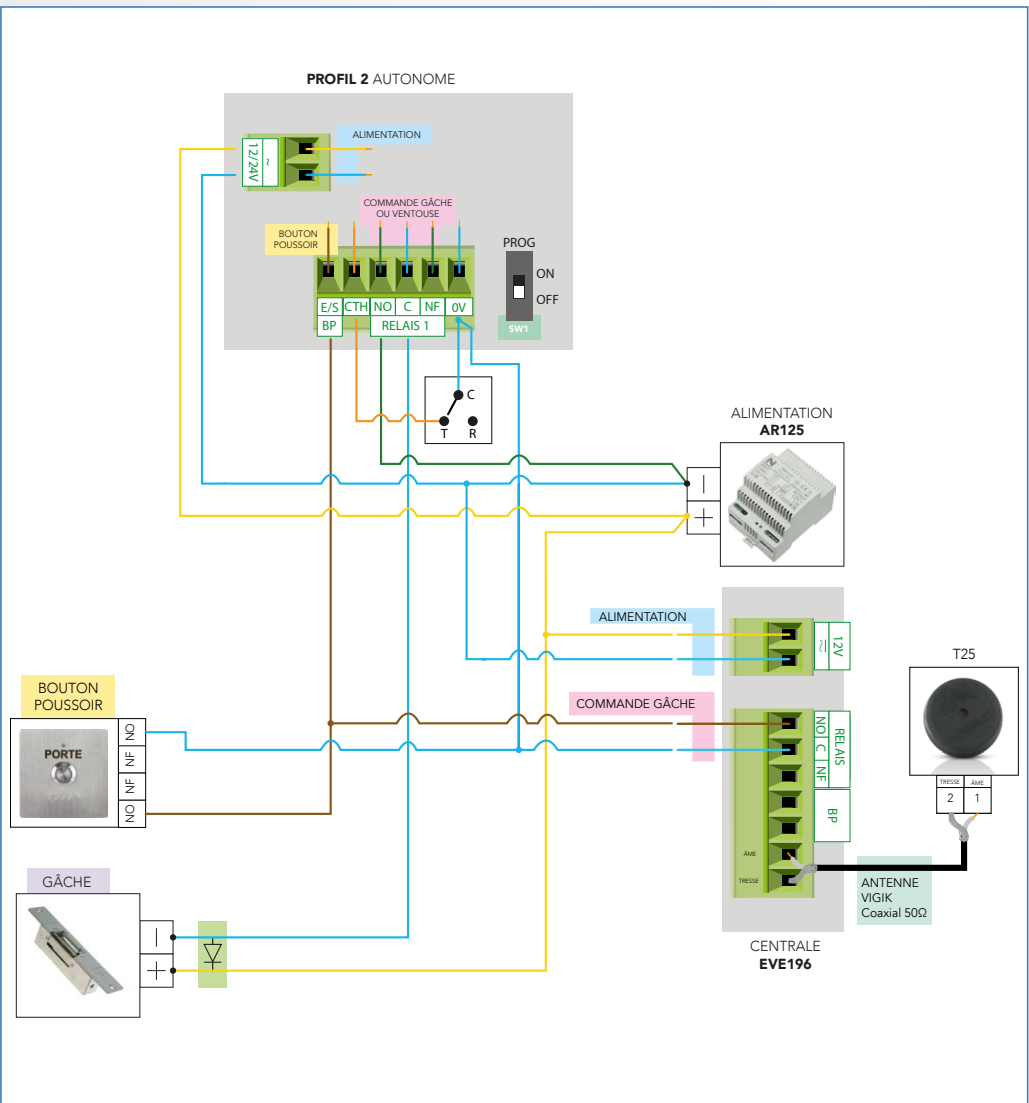 PROFIL 2 AUTONOME
12/24V
~
ALIMENTATION
COMMANDE GÂCHE
OU VENTOUSE
BOUTON
POUSSOIR
PROG
ON
OFF
SW1
E/S CTH NO C NF 0V
BP RELAIS 1
C
T R
ALIMENTATION
AR125
–
+
ALIMENTATION
12V
COMMANDE GÂCHE
NO C NF
RELAIS
BP
ÂME
TRESSE
T25
TRESSE ÂME
2 1
ANTENNE
VIGIK
Coaxial 50Ω
CENTRALE
EVE196
BOUTON
POUSSOIR
PORTE
NO
NF
NF
NO
GÂCHE
–
+